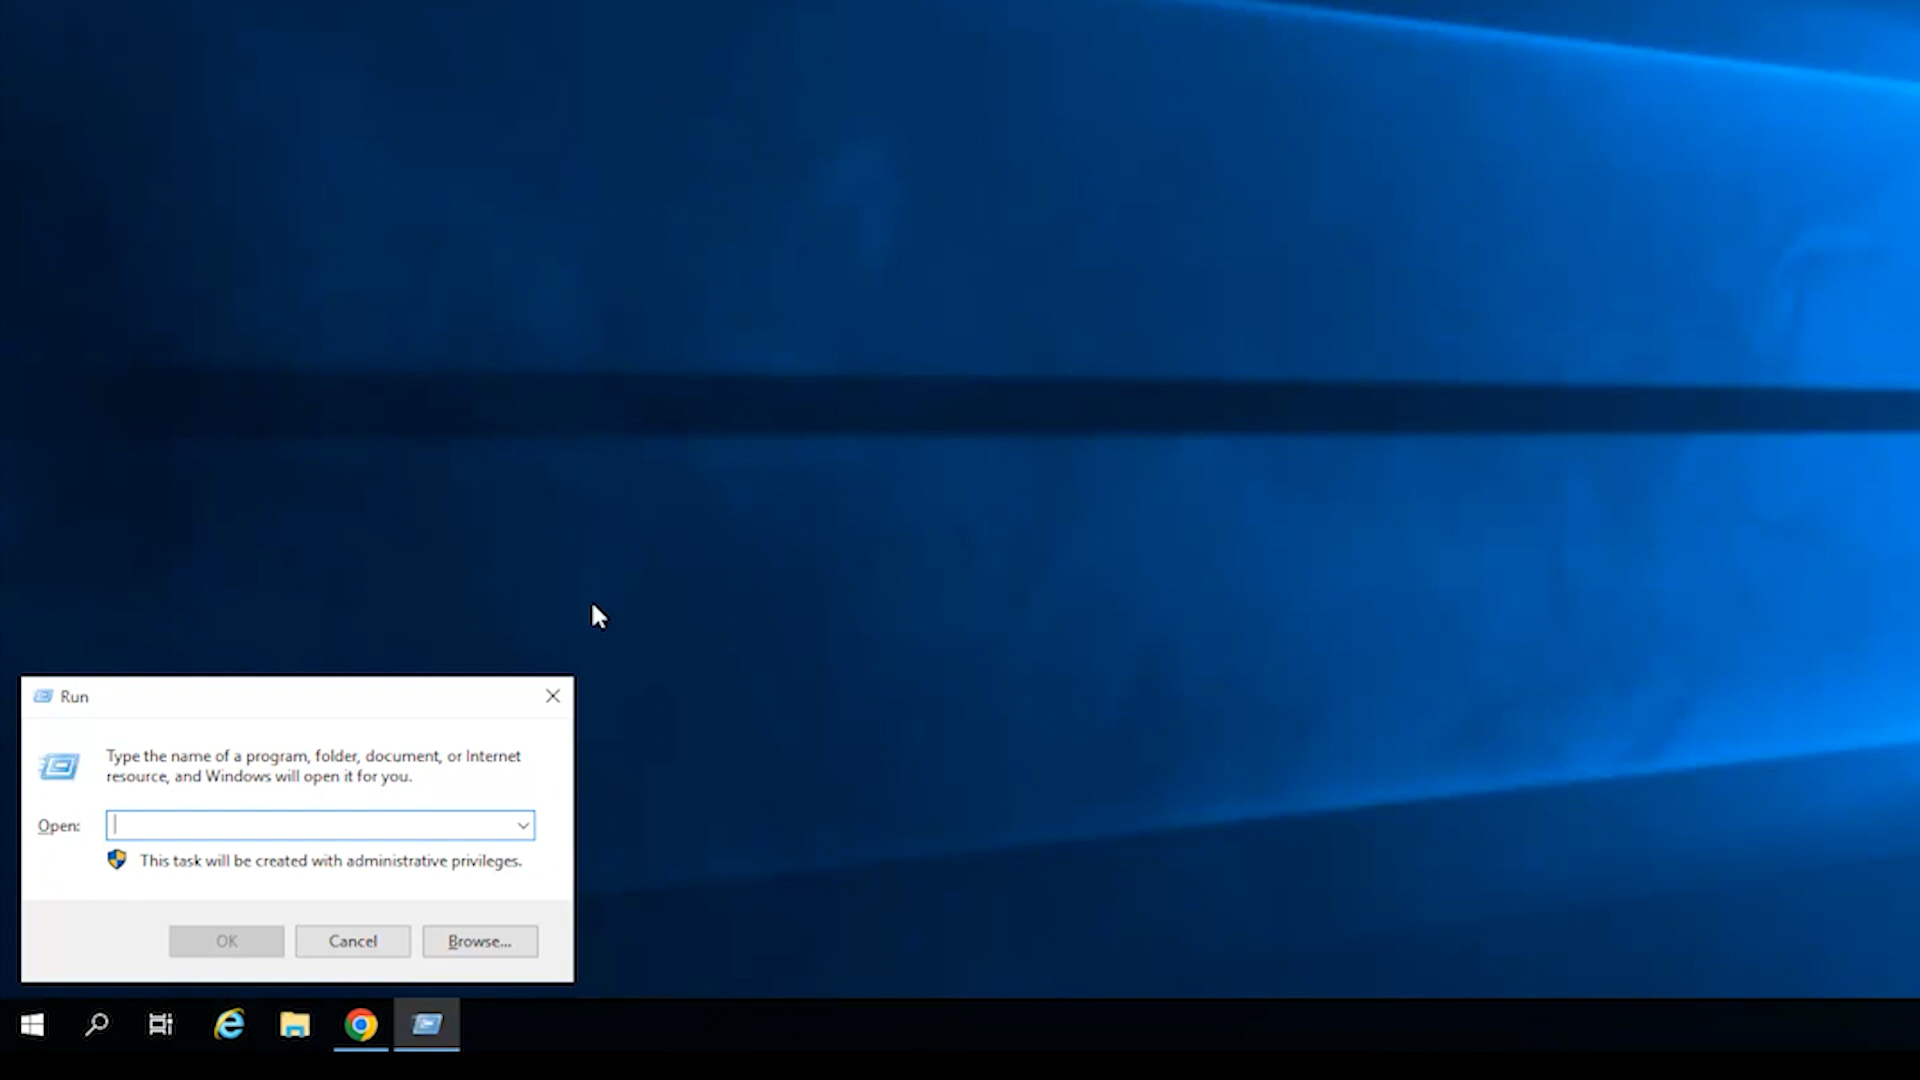 Run
Type the name of a program, folder, document, or Internet
resource, and Windows will open it for you.
Open:
This task will be created with administrative privileges.
OK
Cancel
Browse...